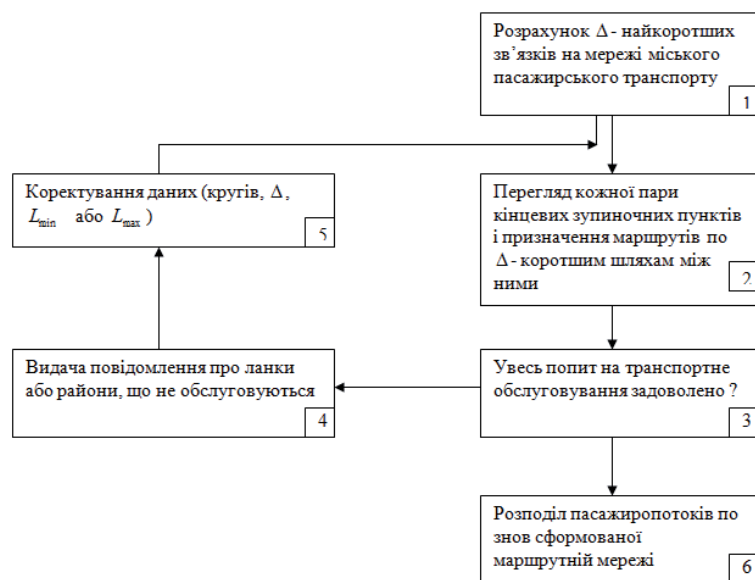 Розрахунок Δ - найкоротших
зв’язків на мережі міського
пасажирського транспорту
1
Коректування даних (кругів, Δ,
L_min або L_max )
5
Перегляд кожної пари
кінцевих зупиночних пунктів
і призначення маршрутів по
Δ - коротшим шляхам між
ними
2
Видача повідомлення про ланки
або райони, що не обслуговуються
4
Увесь попит на транспортне
обслуговування задоволено ?
3
Розподіл пасажиропотоків по
знов сформованої
маршрутній мережі
6